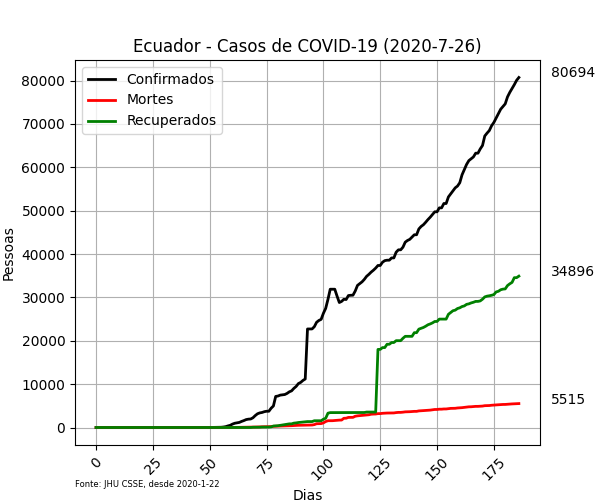 Ecuador - Casos de COVID-19 (2020-7-26)
Confirmados
Mortes
Recuperados
80694
34896
5515
Pessoas
80000
70000
60000
50000
40000
30000
20000
10000
0
0
25
50
75
100
125
150
175
Fonte: JHU CSSE, desde 2020-1-22
Dias